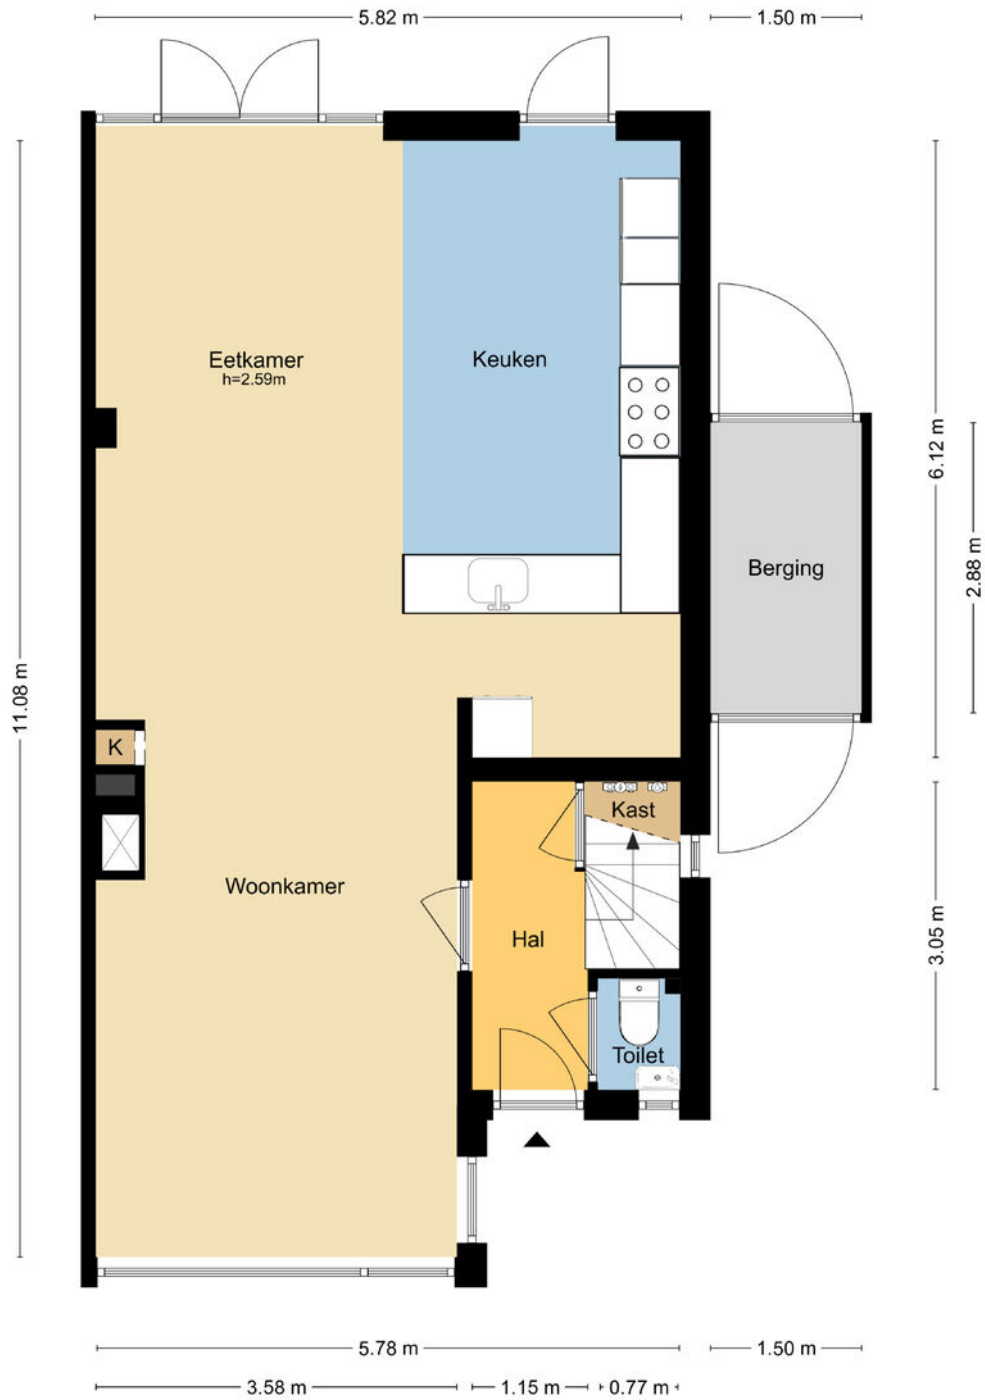 5.82 m
1.50 m
Eetkamer
h=2.59m
Keuken
6.12 m
2.88 m
Berging
11.08 m
K
Kast
Woonkamer
Hal
3.05 m
Toilet
5.78 m
1.50 m
3.58 m
1.15 m
0.77 m